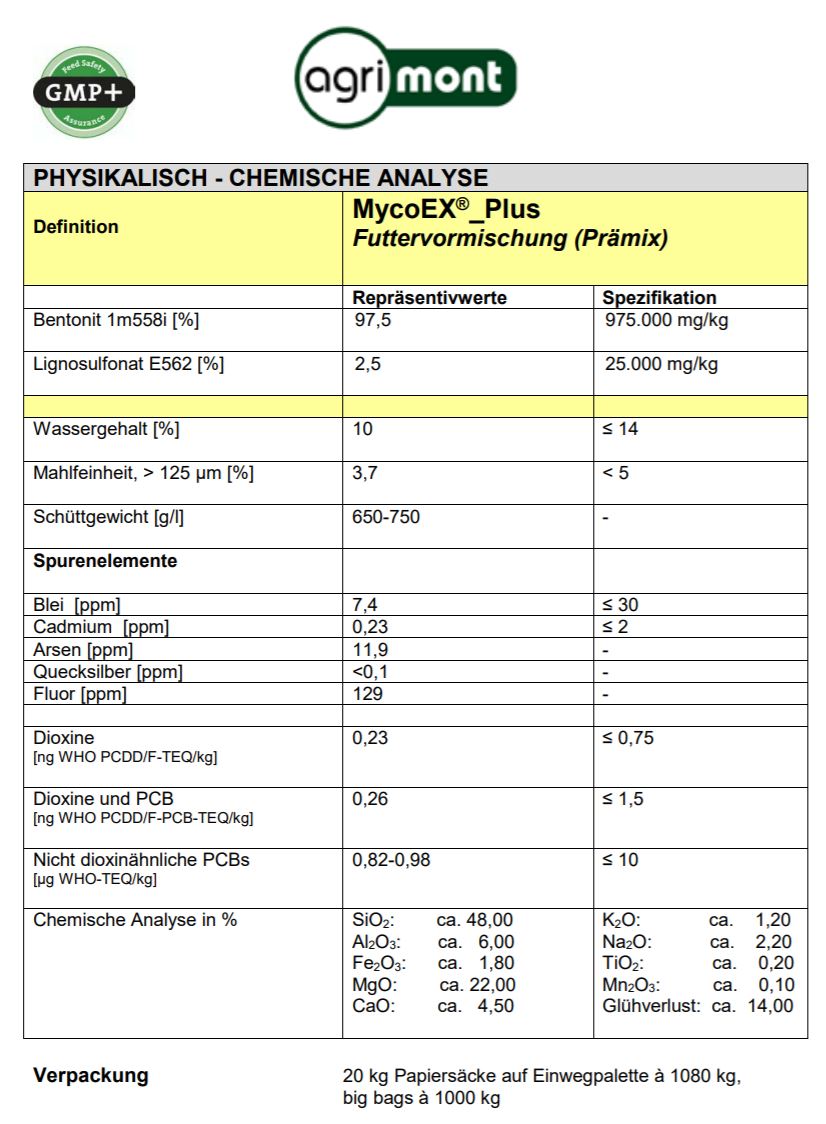 Feed Safety
GMP+
Assurance
agrimont
PHYSIKALISCH - CHEMISCHE ANALYSE
Definition
MycoEX®_Plus
Futtervormischung (Prämix)
Repräsentivwerte Spezifikation
Bentonit 1m558i [%] 97,5 975.000 mg/kg
Lignosulfonat E562 [%] 2,5 25.000 mg/kg
Wassergehalt [%] 10 ≤ 14
Mahlfeinheit, > 125 µm [%] 3,7 < 5
Schüttgewicht [g/l] 650-750 -
Spurenelemente
Blei [ppm] 7,4 ≤ 30
Cadmium [ppm] 0,23 ≤ 2
Arsen [ppm] 11,9 -
Quecksilber [ppm] <0,1 -
Fluor [ppm] 129 -
Dioxine 0,23 ≤ 0,75
[ng WHO PCDD/F-TEQ/kg]
Dioxine und PCB 0,26 ≤ 1,5
[ng WHO PCDD/F-PCB-TEQ/kg]
Nicht dioxinähnliche PCBs 0,82-0,98 ≤ 10
[µg WHO-TEQ/kg]
Chemische Analyse in % SiO₂: ca. 48,00 K₂O: ca. 1,20
Al₂O₃: ca. 6,00 Na₂O: ca. 2,20
Fe₂O₃: ca. 1,80 TiO₂: ca. 0,20
MgO: ca. 22,00 Mn₂O₃: ca. 0,10
CaO: ca. 4,50 Glühverlust: ca. 14,00
Verpackung 20 kg Papiersäcke auf Einwegpalette à 1080 kg,
big bags à 1000 kg